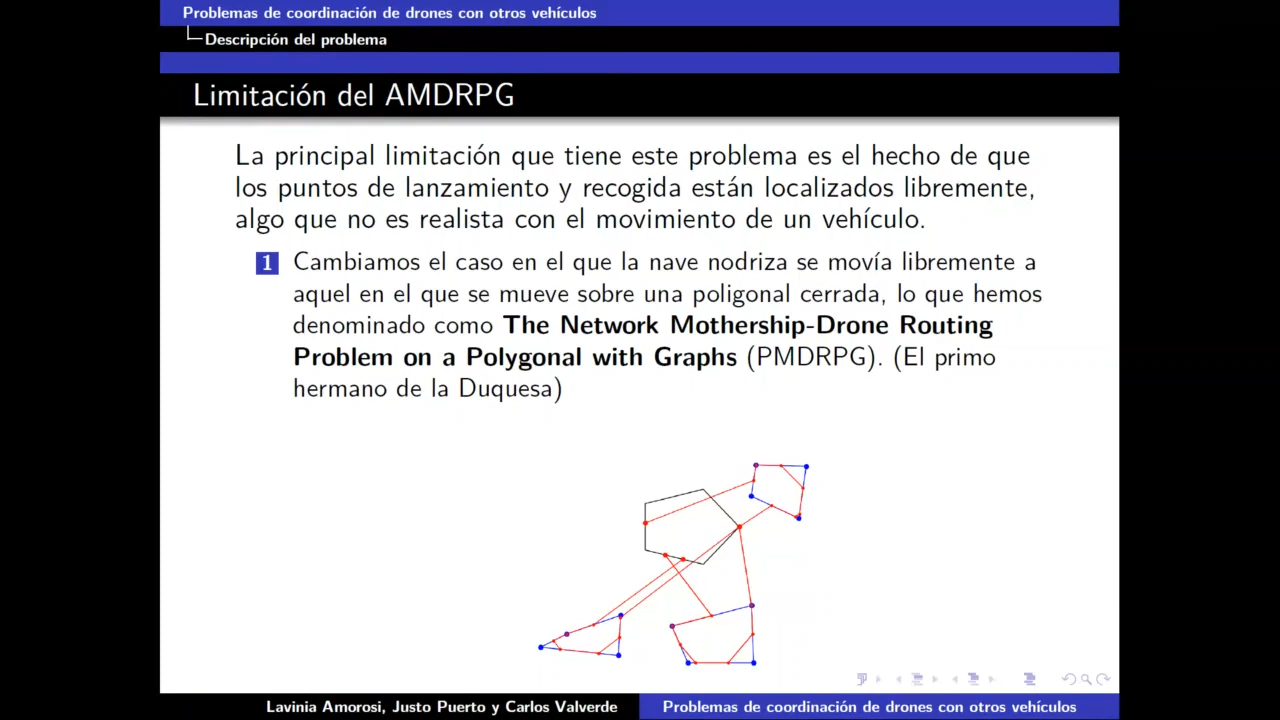 Problemas de coordinación de drones con otros vehículos
Descripción del problema
Limitación del AMDRPG
La principal limitación que tiene este problema es el hecho de que
los puntos de lanzamiento y recogida están localizados libremente,
algo que no es realista con el movimiento de un vehículo.
1 Cambiamos el caso en el que la nave nodriza se movía libremente a
aquel en el que se mueve sobre una poligonal cerrada, lo que hemos
denominado como The Network Mothership-Drone Routing
Problem on a Polygonal with Graphs (PMDRPG). (El primo
hermano de la Duquesa)
Lavinia Amorosi, Justo Puerto y Carlos Valverde
Problemas de coordinación de drones con otros vehículos